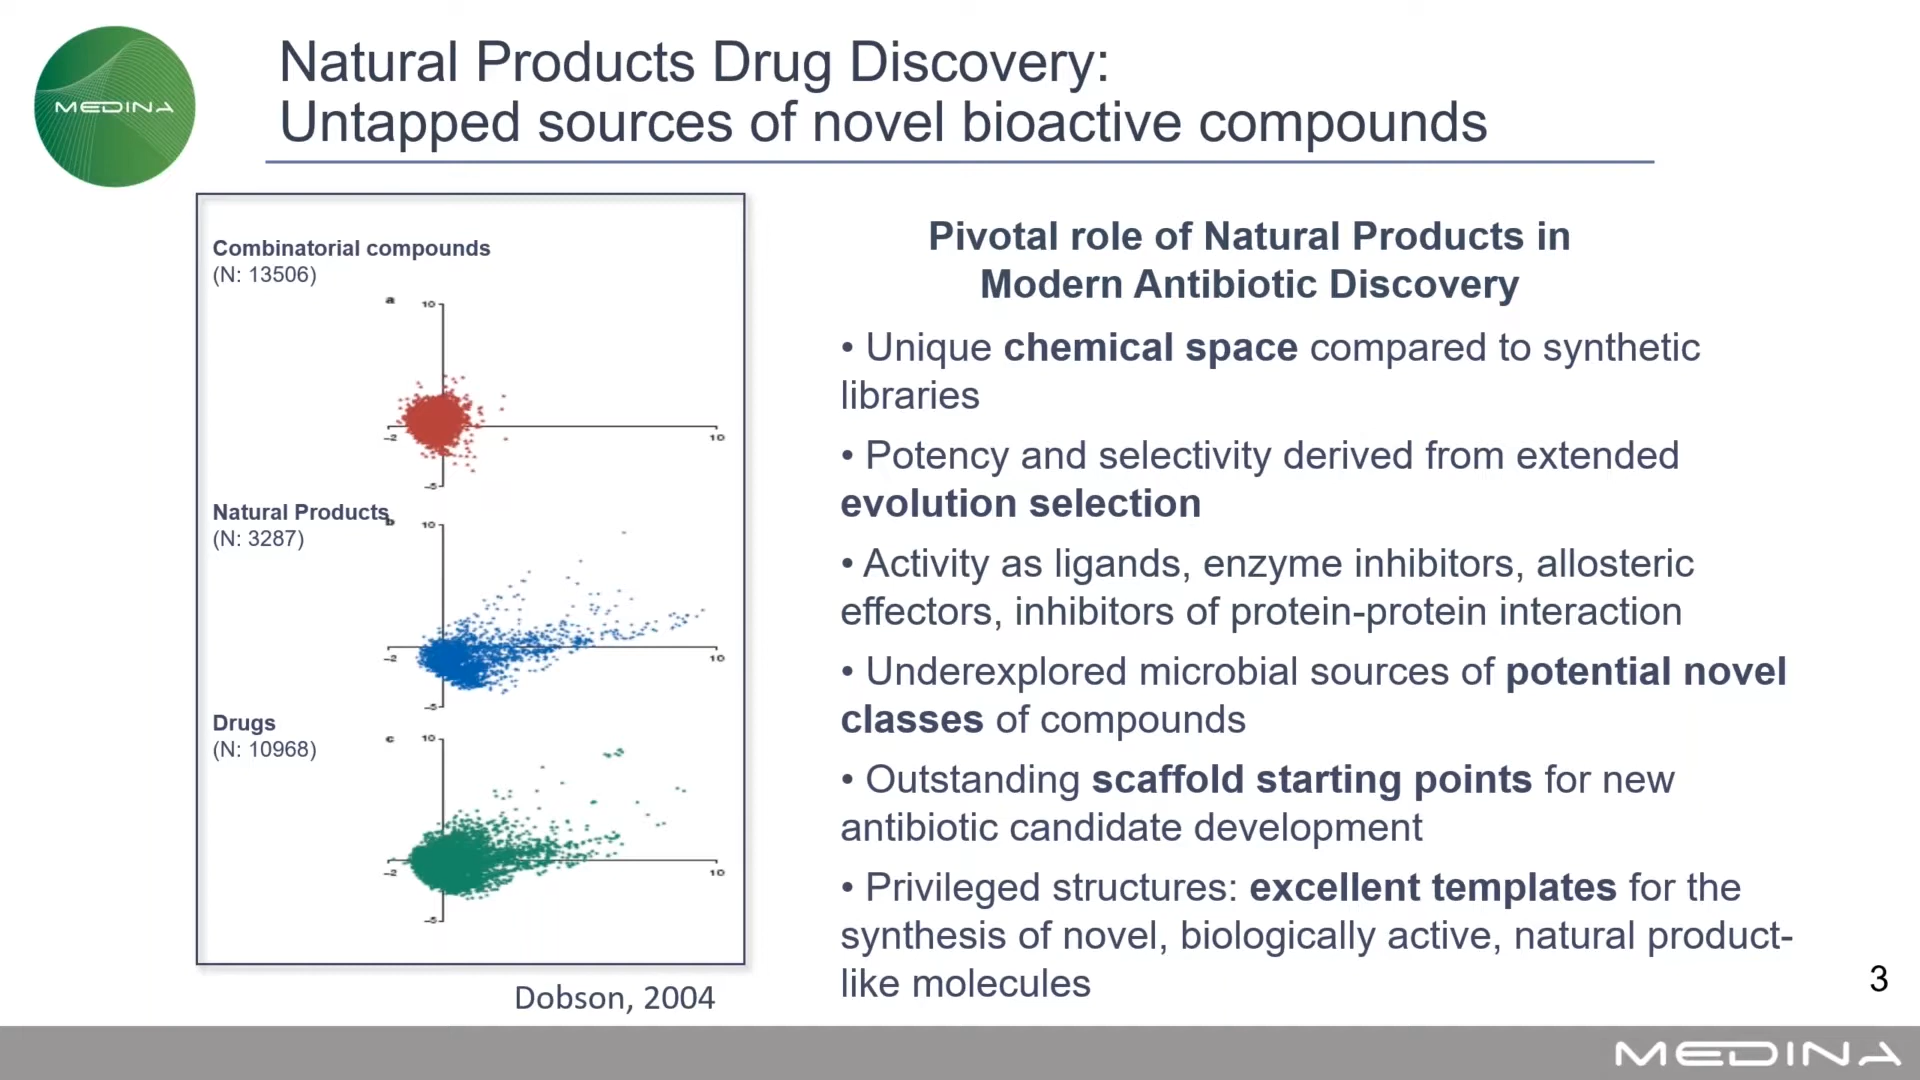 MEDINA
Natural Products Drug Discovery:
Untapped sources of novel bioactive compounds
Combinatorial compounds
(N: 13506)
a
10
-2
10
-5
Natural Products
(N: 3287)
b
10
-2
10
-5
Drugs
(N: 10968)
c
10
-2
10
-5
Dobson, 2004
Pivotal role of Natural Products in
Modern Antibiotic Discovery
• Unique chemical space compared to synthetic
libraries
• Potency and selectivity derived from extended
evolution selection
• Activity as ligands, enzyme inhibitors, allosteric
effectors, inhibitors of protein-protein interaction
• Underexplored microbial sources of potential novel
classes of compounds
• Outstanding scaffold starting points for new
antibiotic candidate development
• Privileged structures: excellent templates for the
synthesis of novel, biologically active, natural product-
like molecules
3
MEDINA